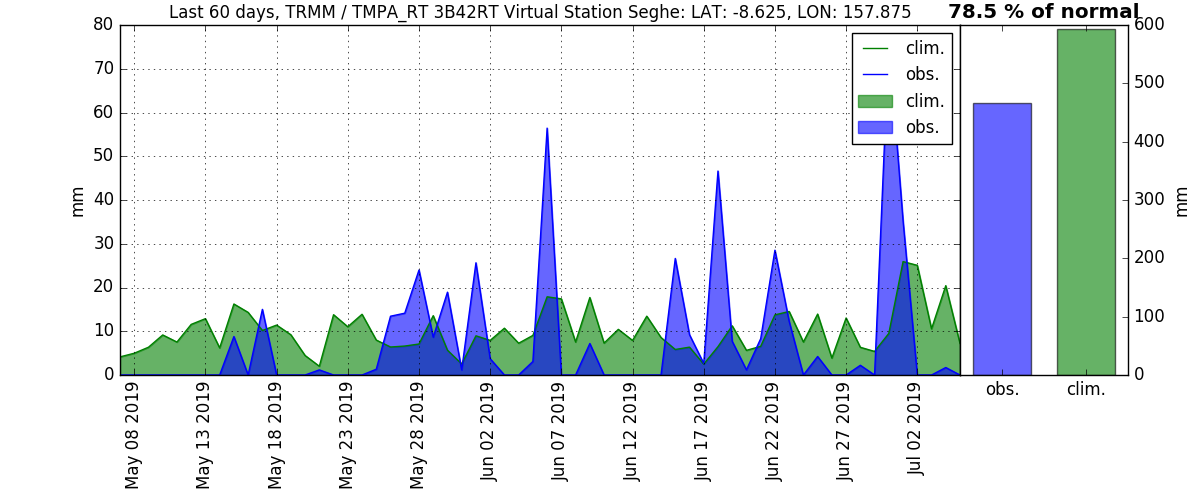 Last 60 days, TRMM / TMPA_RT 3B42RT Virtual Station Seghe: LAT: -8.625, LON: 157.875
78.5 % of normal
80
70
60
50
40
30
20
10
0
mm
clim.
obs.
clim.
obs.
600
500
400
300
200
100
0
mm
May 08 2019
May 13 2019
May 18 2019
May 23 2019
May 28 2019
Jun 02 2019
Jun 07 2019
Jun 12 2019
Jun 17 2019
Jun 22 2019
Jun 27 2019
Jul 02 2019
obs.
clim.